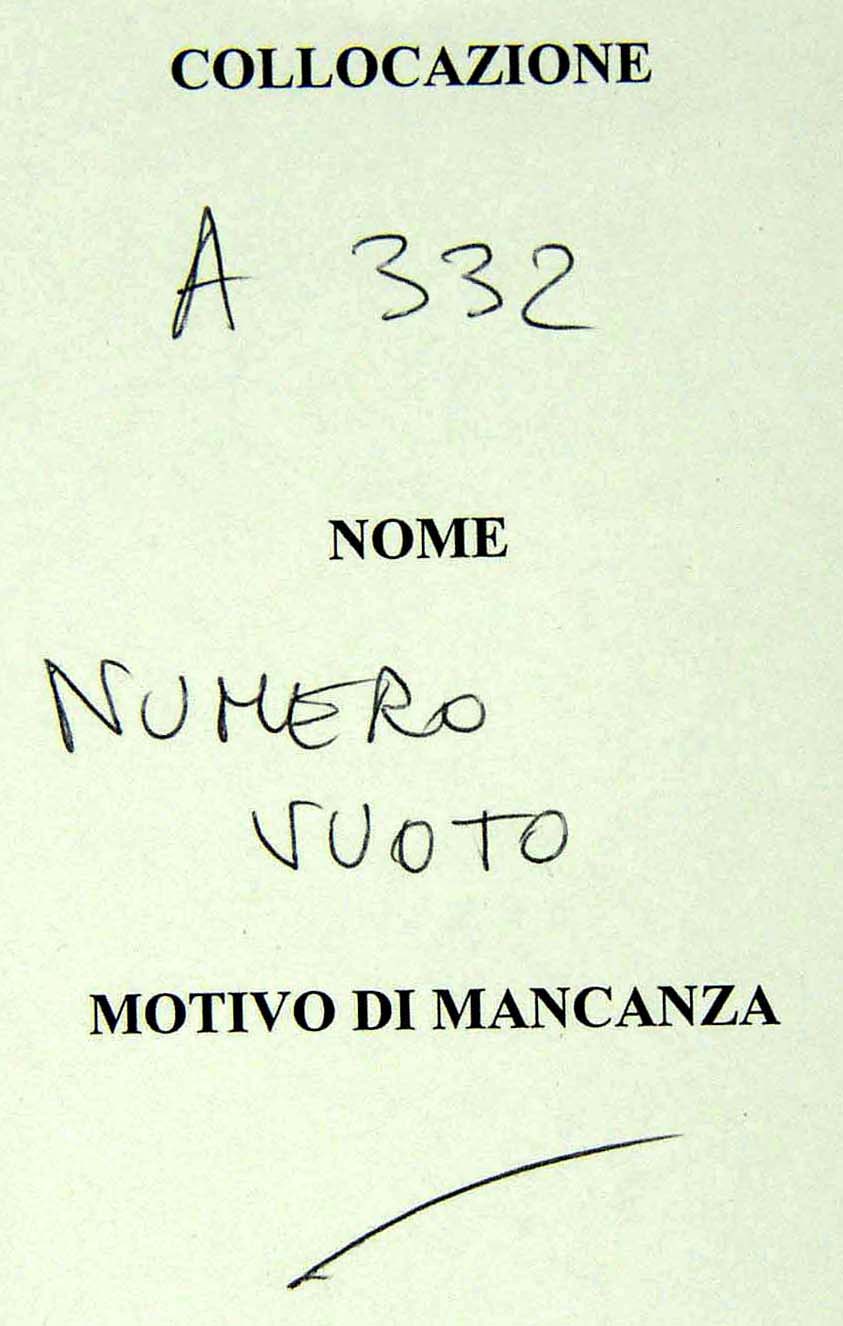 COLLOCAZIONE
A 332
NOME
NUMERO
VUOTO
MOTIVO DI MANCANZA